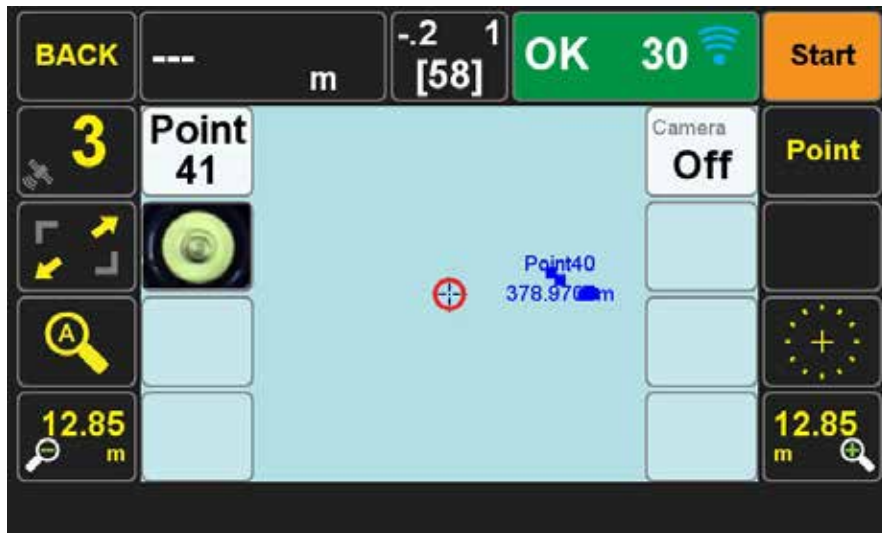 BACK
---
m
-.2 1
[58]
OK 30
Start
3
Point
41
Camera
Off
Point
Point40
A
12.85
m
12.85
m